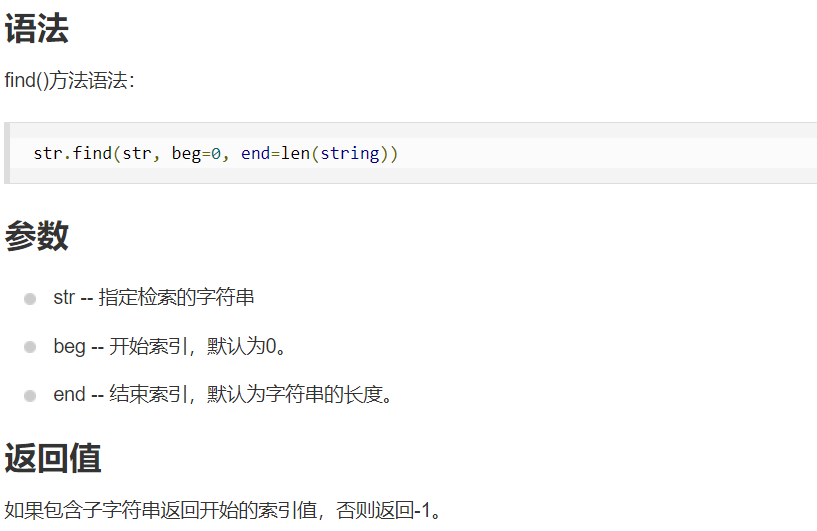 语法
find()方法语法：
str.find(str, beg=0, end=len(string))
参数
str -- 指定检索的字符串
beg -- 开始索引，默认为0。
end -- 结束索引，默认为字符串的长度。
返回值
如果包含子字符串返回开始的索引值，否则返回-1。